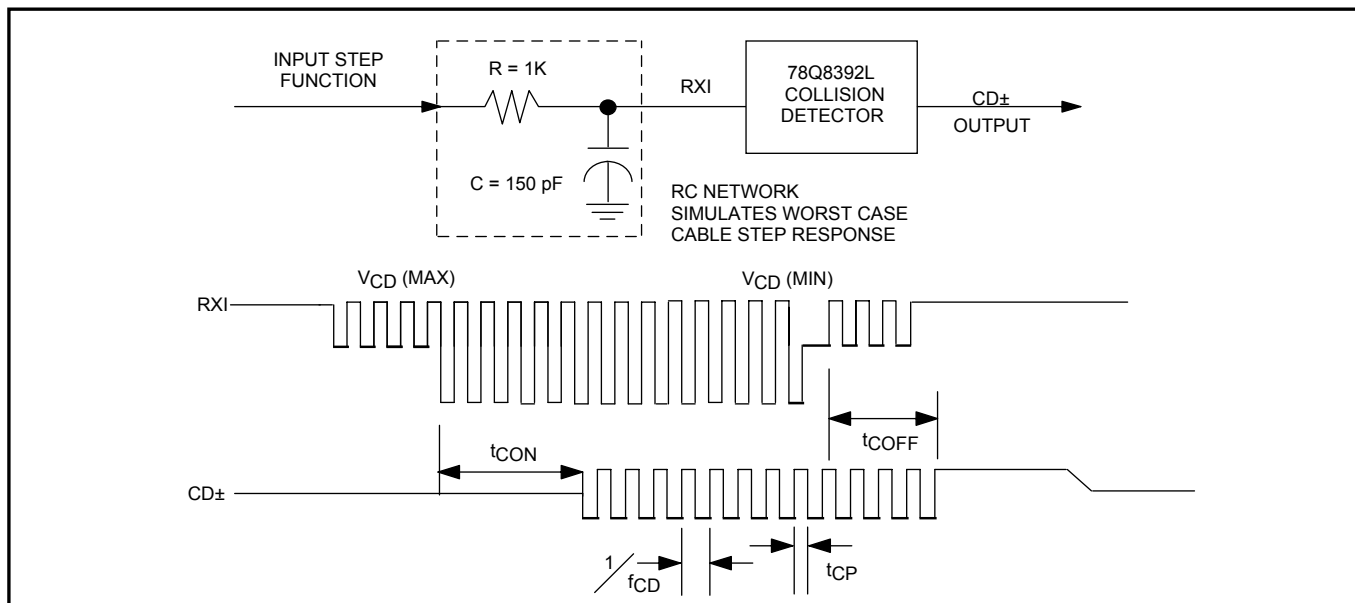 INPUT STEP
FUNCTION
R = 1K
RXI
78Q8392L
COLLISION
DETECTOR
CD±
OUTPUT
C = 150 pF
RC NETWORK
SIMULATES WORST CASE
CABLE STEP RESPONSE
VCD (MAX)
VCD (MIN)
RXI
tCON
tCOFF
CD±
1/fCD
tCP